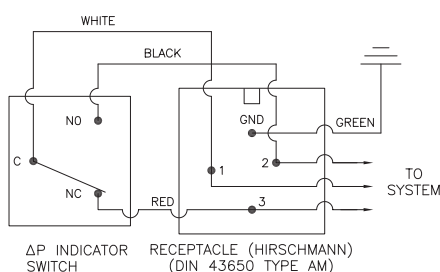 WHITE
BLACK
NO
GND
GREEN
C
1
2
TO
SYSTEM
NC
RED
3
ΔP INDICATOR
SWITCH
RECEPTACLE (HIRSCHMANN)
(DIN 43650 TYPE AM)